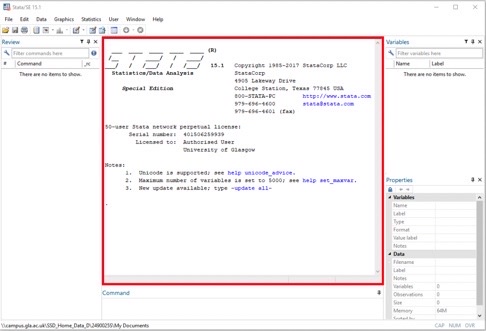 Stata/SE 15.1
File Edit Data Graphics Statistics User Window Help
Review
Filter commands here
# Command _rc
There are no items to show.
(R)
15.1 Copyright 1985-2017 StataCorp LLC
Statistics/Data Analysis StataCorp
4905 Lakeway Drive
Special Edition College Station, Texas 77845 USA
800-STATA-PC http://www.stata.com
979-696-4600 stata@stata.com
979-696-4601 (fax)
50-user Stata network perpetual license:
Serial number: 401506259939
Licensed to: Authorised User
University of Glasgow
Notes:
1. Unicode is supported; see help unicode_advice.
2. Maximum number of variables is set to 5000; see help set_maxvar.
3. New update available; type -update all-
.
Command
Variables
Filter variables here
Name Label
There are no items to show.
Properties
Variables
Name
Label
Type
Format
Value label
Notes
Data
Filename
Label
Notes
Variables 0
Observations 0
Size 0
Memory 64M
Sorted by
\\campus.gla.ac.uk\SSD_Home_Data_D\2490025\My Documents
CAP NUM OVR